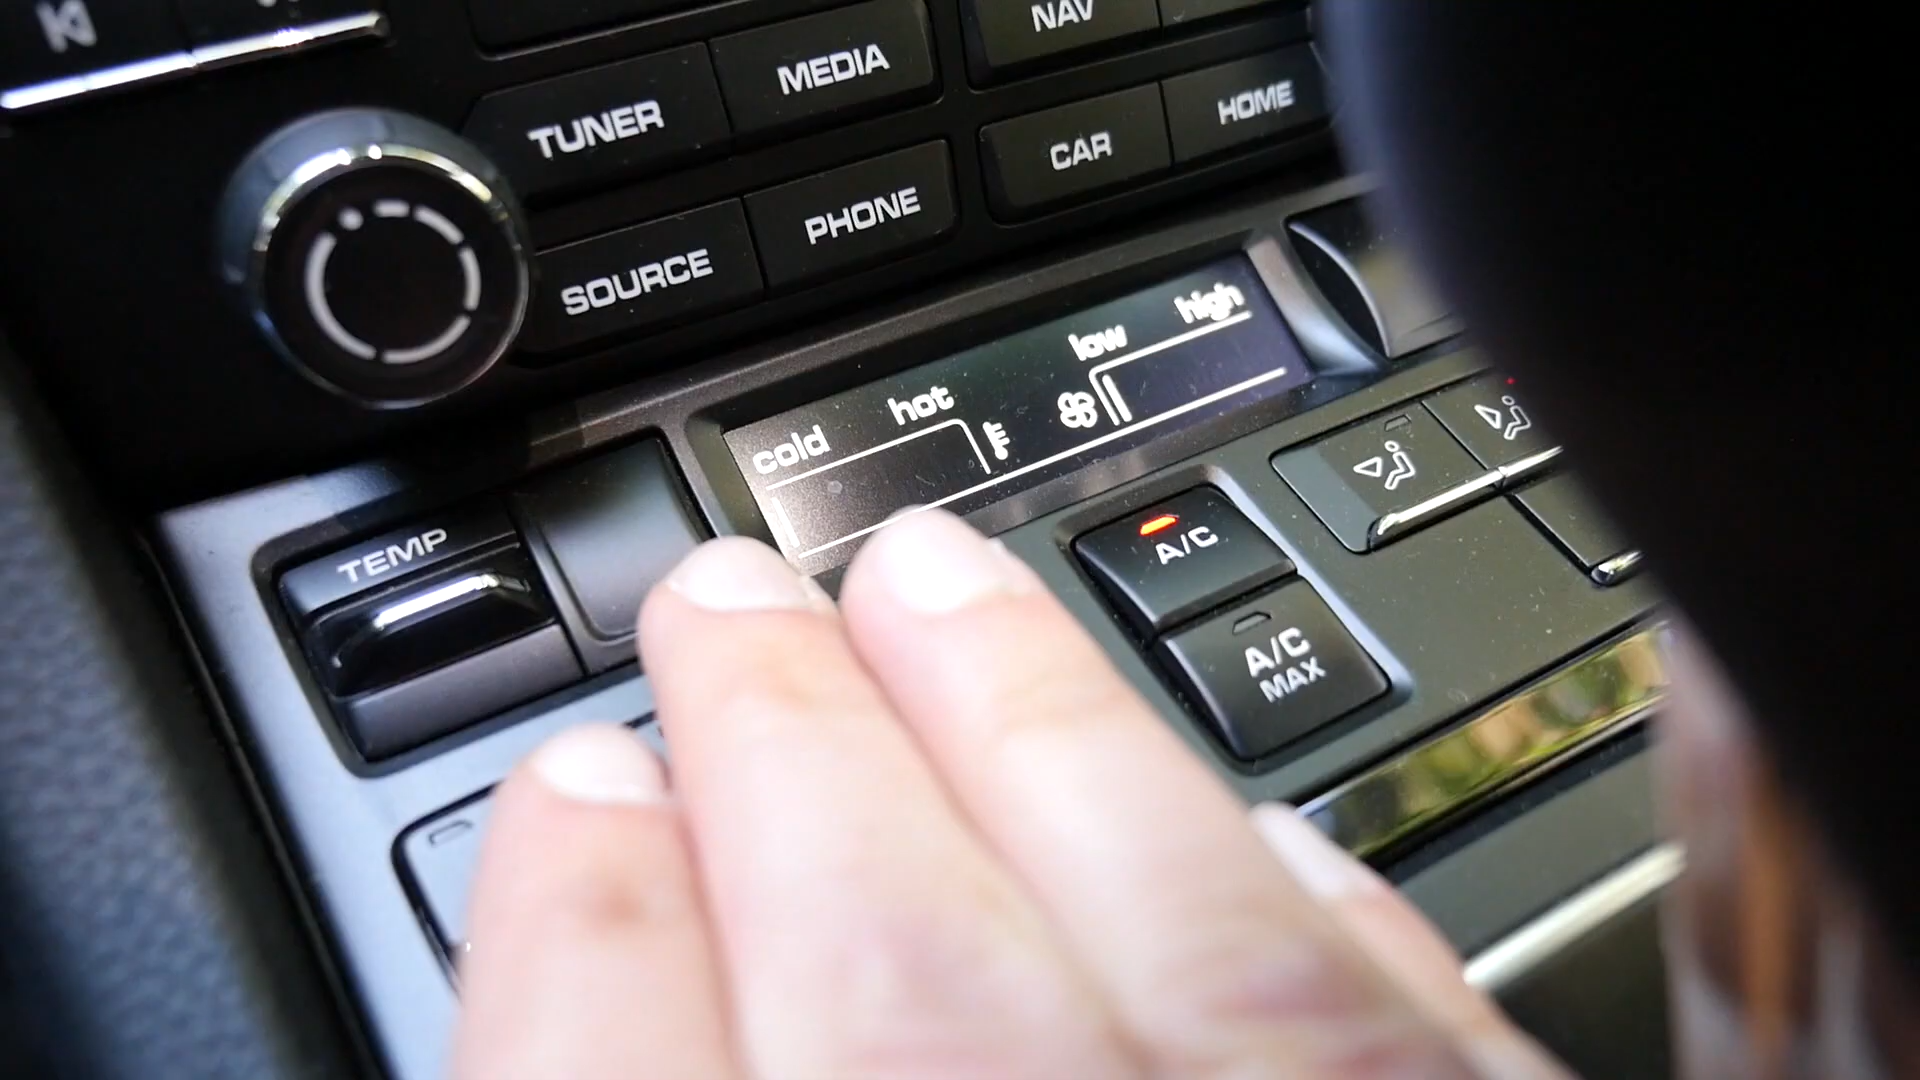 NAV
MEDIA
TUNER
HOME
CAR
PHONE
SOURCE
high
low
hot
cold
TEMP
A/C
A/C
MAX